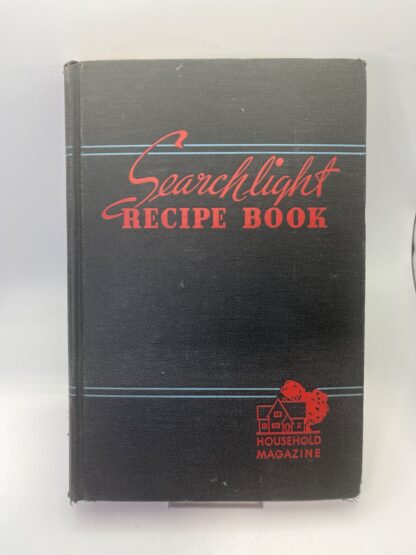 Searchlight
RECIPE BOOK
HOUSEHOLD
MAGAZINE